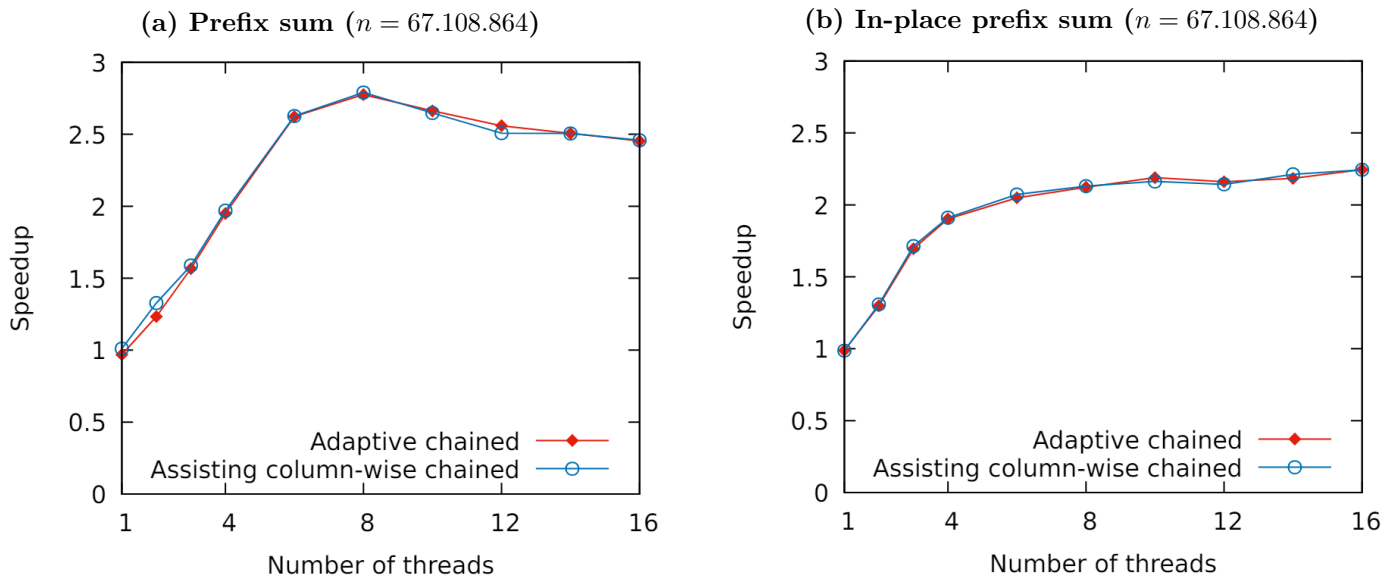 (a) Prefix sum (n = 67.108.864)
3
2.5
2
1.5
1
0.5
0
Speedup
Adaptive chained
Assisting column-wise chained
1 4 8 12 16
Number of threads
(b) In-place prefix sum (n = 67.108.864)
3
2.5
2
1.5
1
0.5
0
Speedup
Adaptive chained
Assisting column-wise chained
1 4 8 12 16
Number of threads